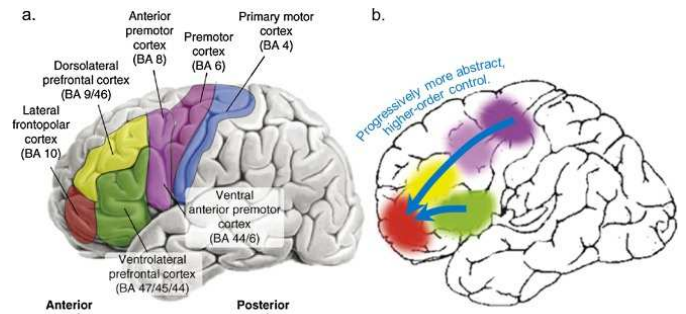 a.
Anterior
premotor
cortex
(BA 8)
Premotor
cortex
(BA 6)
Primary motor
cortex
(BA 4)
Dorsolateral
prefrontal cortex
(BA 9/46)
Lateral
frontopolar
cortex
(BA 10)
Ventral
anterior premotor
cortex
(BA 44/6)
Ventrolateral
prefrontal cortex
(BA 47/45/44)
Anterior
Posterior
b.
Progressively more abstract,
higher-order control.